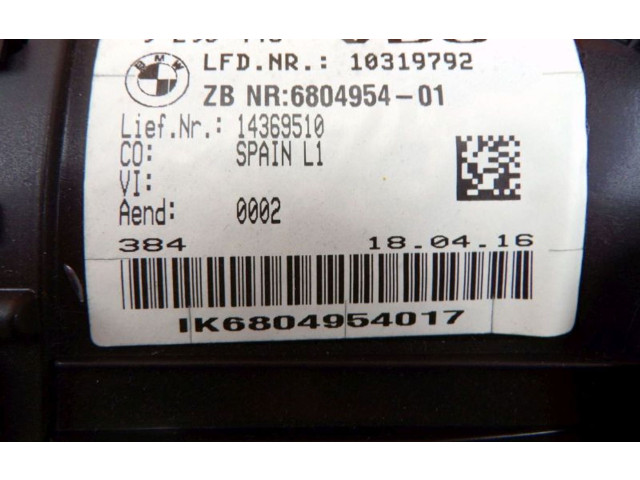 BMW
LFD.NR.: 10319792
ZB NR:6804954-01
Lief.Nr.: 14369510
CO: SPAIN L1
VI:
Aend: 0002
384 18.04.16
IK6804954017